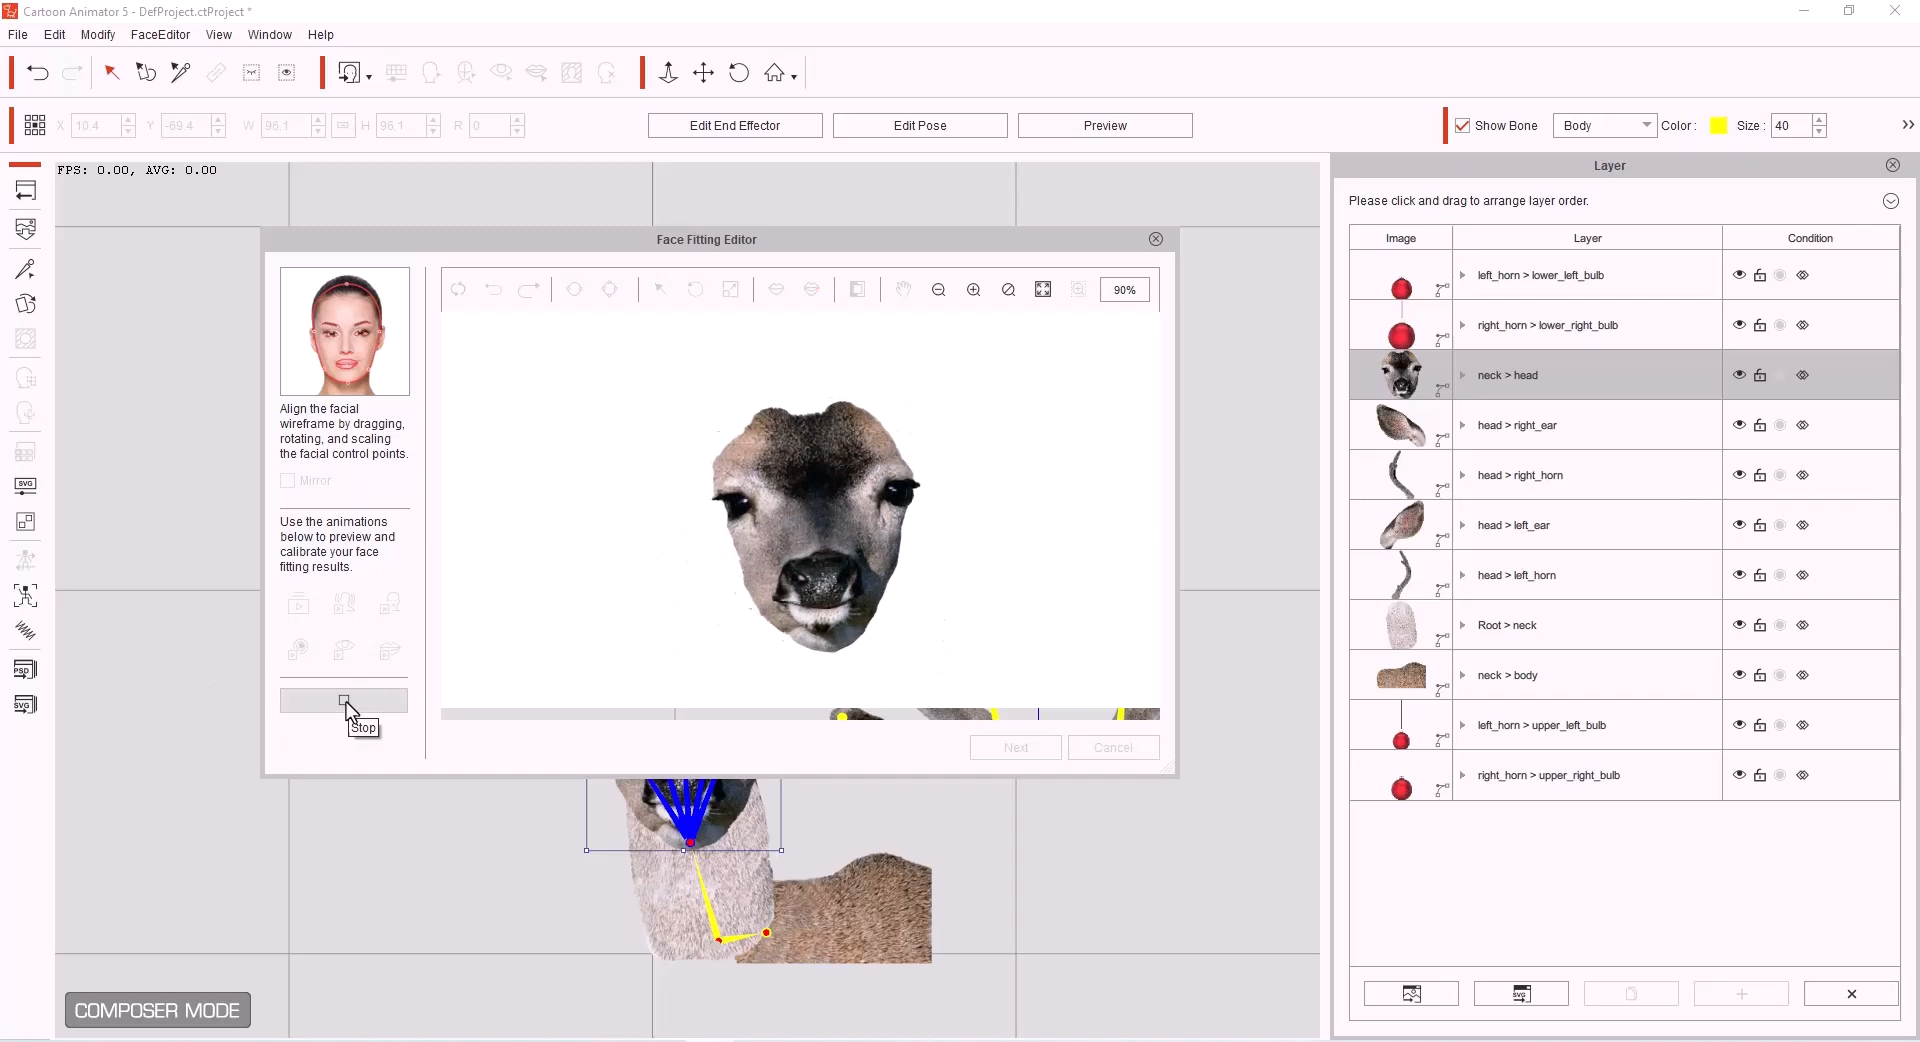 Cartoon Animator 5 - DefProject.ctProject *
File Edit Modify FaceEditor View Window Help
X 10.4 Y -69.4 W 96.1 H 96.1 R 0
Edit End Effector Edit Pose Preview
Show Bone Body Color : Size : 40
FPS: 0.00, AVG: 0.00
Face Fitting Editor
90%
Align the facial
wireframe by dragging,
rotating, and scaling
the facial control points.
Mirror
Use the animations
below to preview and
calibrate your face
fitting results.
Stop
Next Cancel
SVG
PSD
SVG
COMPOSER MODE
Layer
Please click and drag to arrange layer order.
Image Layer Condition
left_horn > lower_left_bulb
right_horn > lower_right_bulb
neck > head
head > right_ear
head > right_horn
head > left_ear
head > left_horn
Root > neck
neck > body
left_horn > upper_left_bulb
right_horn > upper_right_bulb
SVG